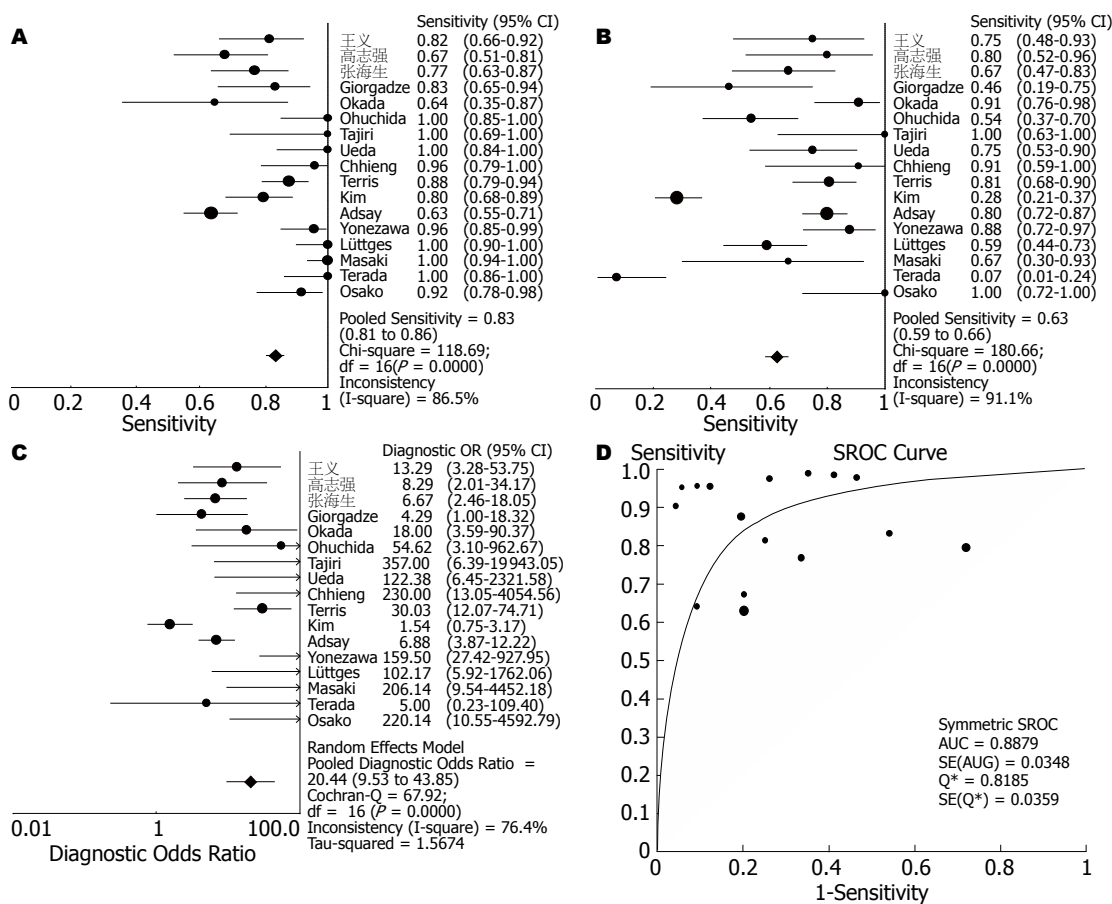 A
Sensitivity (95% CI)
王义 0.82 (0.66-0.92)
高志强 0.67 (0.51-0.81)
张海生 0.77 (0.63-0.87)
Giorgadze 0.83 (0.65-0.94)
Okada 0.64 (0.35-0.87)
Ohuchida 1.00 (0.85-1.00)
Tajiri 1.00 (0.69-1.00)
Ueda 1.00 (0.84-1.00)
Chhieng 0.96 (0.79-1.00)
Terris 0.88 (0.79-0.94)
Kim 0.80 (0.68-0.89)
Adsay 0.63 (0.55-0.71)
Yonezawa 0.96 (0.85-0.99)
Lüttges 1.00 (0.90-1.00)
Masaki 1.00 (0.94-1.00)
Terada 1.00 (0.86-1.00)
Osako 0.92 (0.78-0.98)
Pooled Sensitivity = 0.83
(0.81 to 0.86)
Chi-square = 118.69;
df = 16(P = 0.0000)
Inconsistency
(I-square) = 86.5%
0 0.2 0.4 0.6 0.8 1
Sensitivity
B
Sensitivity (95% CI)
王义 0.75 (0.48-0.93)
高志强 0.80 (0.52-0.96)
张海生 0.67 (0.47-0.83)
Giorgadze 0.46 (0.19-0.75)
Okada 0.91 (0.76-0.98)
Ohuchida 0.54 (0.37-0.70)
Tajiri 1.00 (0.63-1.00)
Ueda 0.75 (0.53-0.90)
Chhieng 0.91 (0.59-1.00)
Terris 0.81 (0.68-0.90)
Kim 0.28 (0.21-0.37)
Adsay 0.80 (0.72-0.87)
Yonezawa 0.88 (0.72-0.97)
Lüttges 0.59 (0.44-0.73)
Masaki 0.67 (0.30-0.93)
Terada 0.07 (0.01-0.24)
Osako 1.00 (0.72-1.00)
Pooled Sensitivity = 0.63
(0.59 to 0.66)
Chi-square = 180.66;
df = 16(P = 0.0000)
Inconsistency
(I-square) = 91.1%
0 0.2 0.4 0.6 0.8 1
Sensitivity
C
Diagnostic OR (95% CI)
王义 13.29 (3.28-53.75)
高志强 8.29 (2.01-34.17)
张海生 6.67 (2.46-18.05)
Giorgadze 4.29 (1.00-18.32)
Okada 18.00 (3.59-90.37)
Ohuchida 54.62 (3.10-962.67)
Tajiri 357.00 (6.39-19943.05)
Ueda 122.38 (6.45-2321.58)
Chhieng 230.00 (13.05-4054.56)
Terris 30.03 (12.07-74.71)
Kim 1.54 (0.75-3.17)
Adsay 6.88 (3.87-12.22)
Yonezawa 159.50 (27.42-927.95)
Lüttges 102.17 (5.92-1762.06)
Masaki 206.14 (9.54-4452.18)
Terada 5.00 (0.23-109.40)
Osako 220.14 (10.55-4592.79)
Random Effects Model
Pooled Diagnostic Odds Ratio =
20.44 (9.53 to 43.85)
Cochran-Q = 67.92;
df = 16 (P = 0.0000)
Inconsistency (I-square) = 76.4%
Tau-squared = 1.5674
0.01 1 100.0
Diagnostic Odds Ratio
D
Sensitivity SROC Curve
1.0
0.9
0.8
0.7
0.6
0.5
0.4
0.3
0.2
0.1
0
Symmetric SROC
AUC = 0.8879
SE(AUG) = 0.0348
Q* = 0.8185
SE(Q*) = 0.0359
0 0.2 0.4 0.6 0.8 1
1-Sensitivity